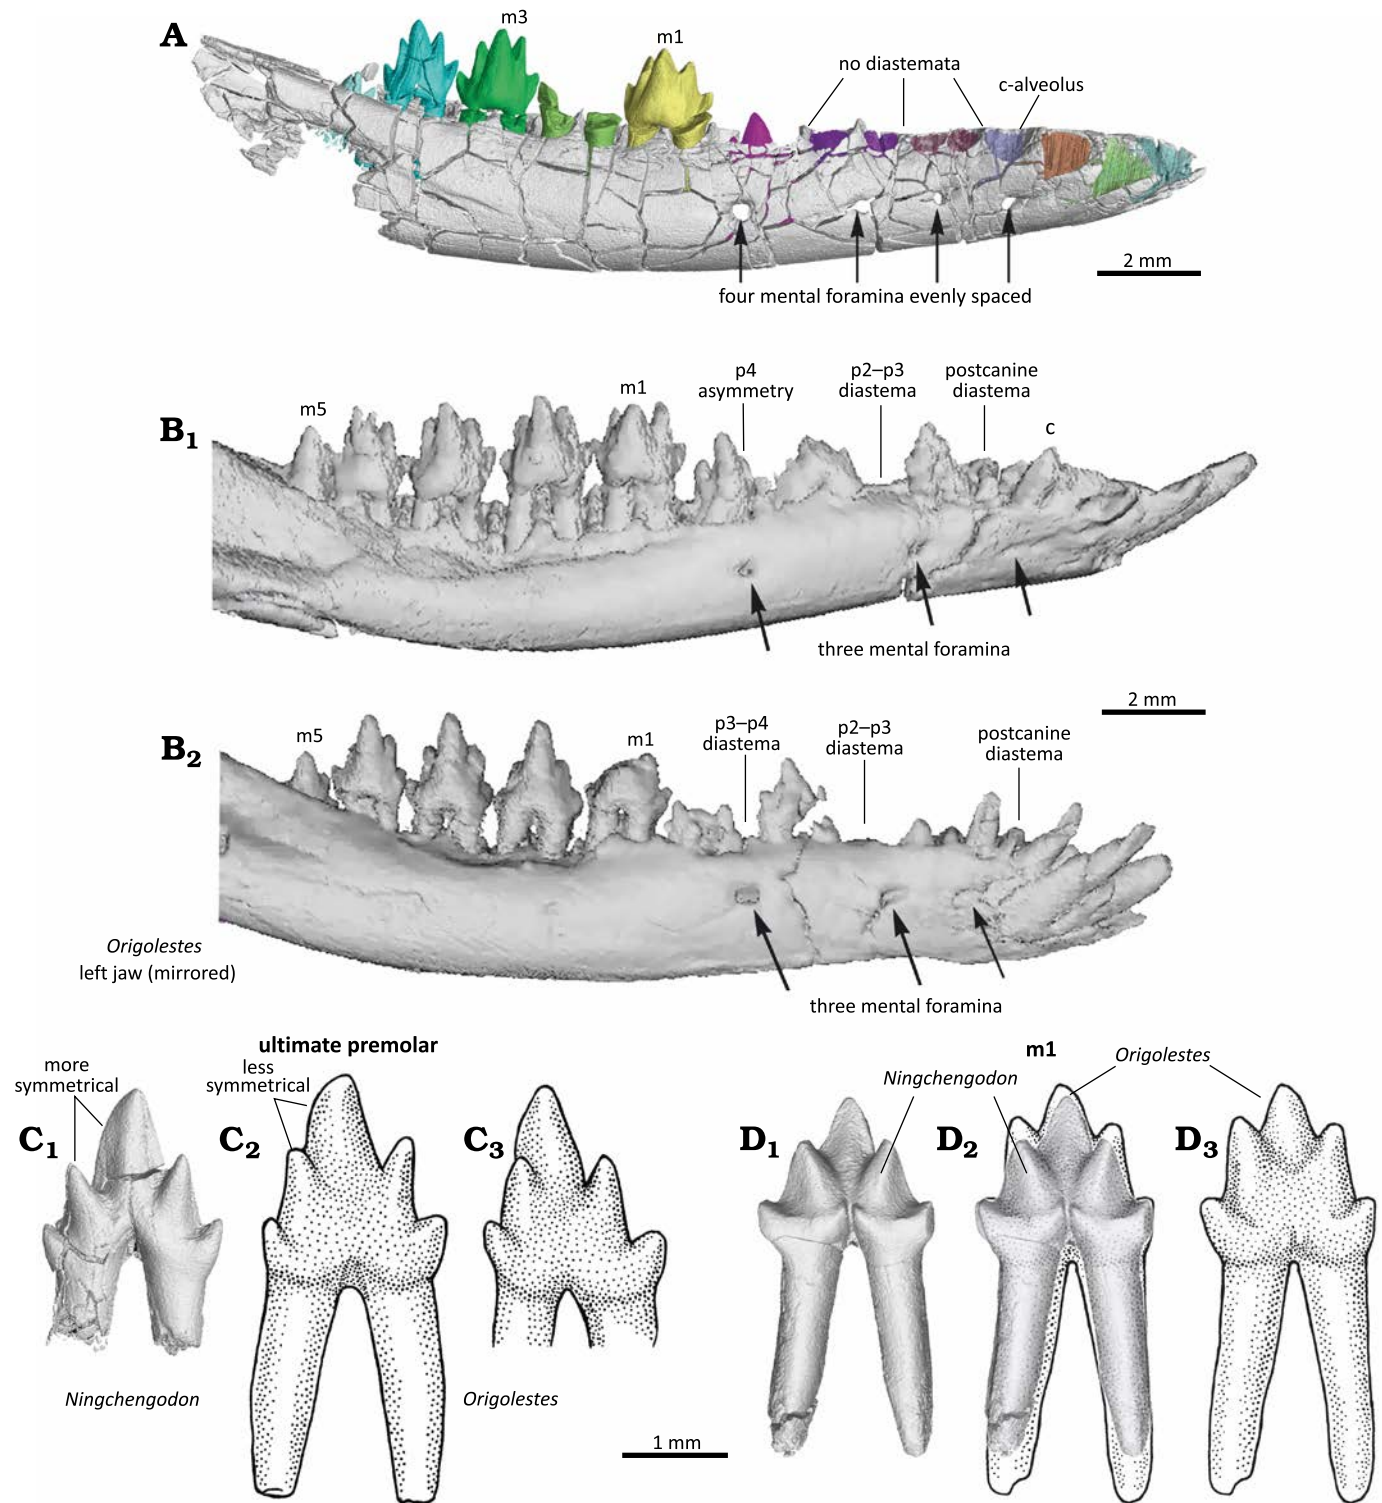 A
m3
m1
no diastemata
c-alveolus
2 mm
four mental foramina evenly spaced
B1
m5
m1
p4
asymmetry
p2–p3
diastema
postcanine
diastema
c
three mental foramina
2 mm
B2
m5
m1
p3–p4
diastema
p2–p3
diastema
postcanine
diastema
Origolestes
left jaw (mirrored)
three mental foramina
ultimate premolar
more
symmetrical
less
symmetrical
C1
C2
C3
Ningchengodon
Origolestes
1 mm
m1
Ningchengodon
Origolestes
D1
D2
D3